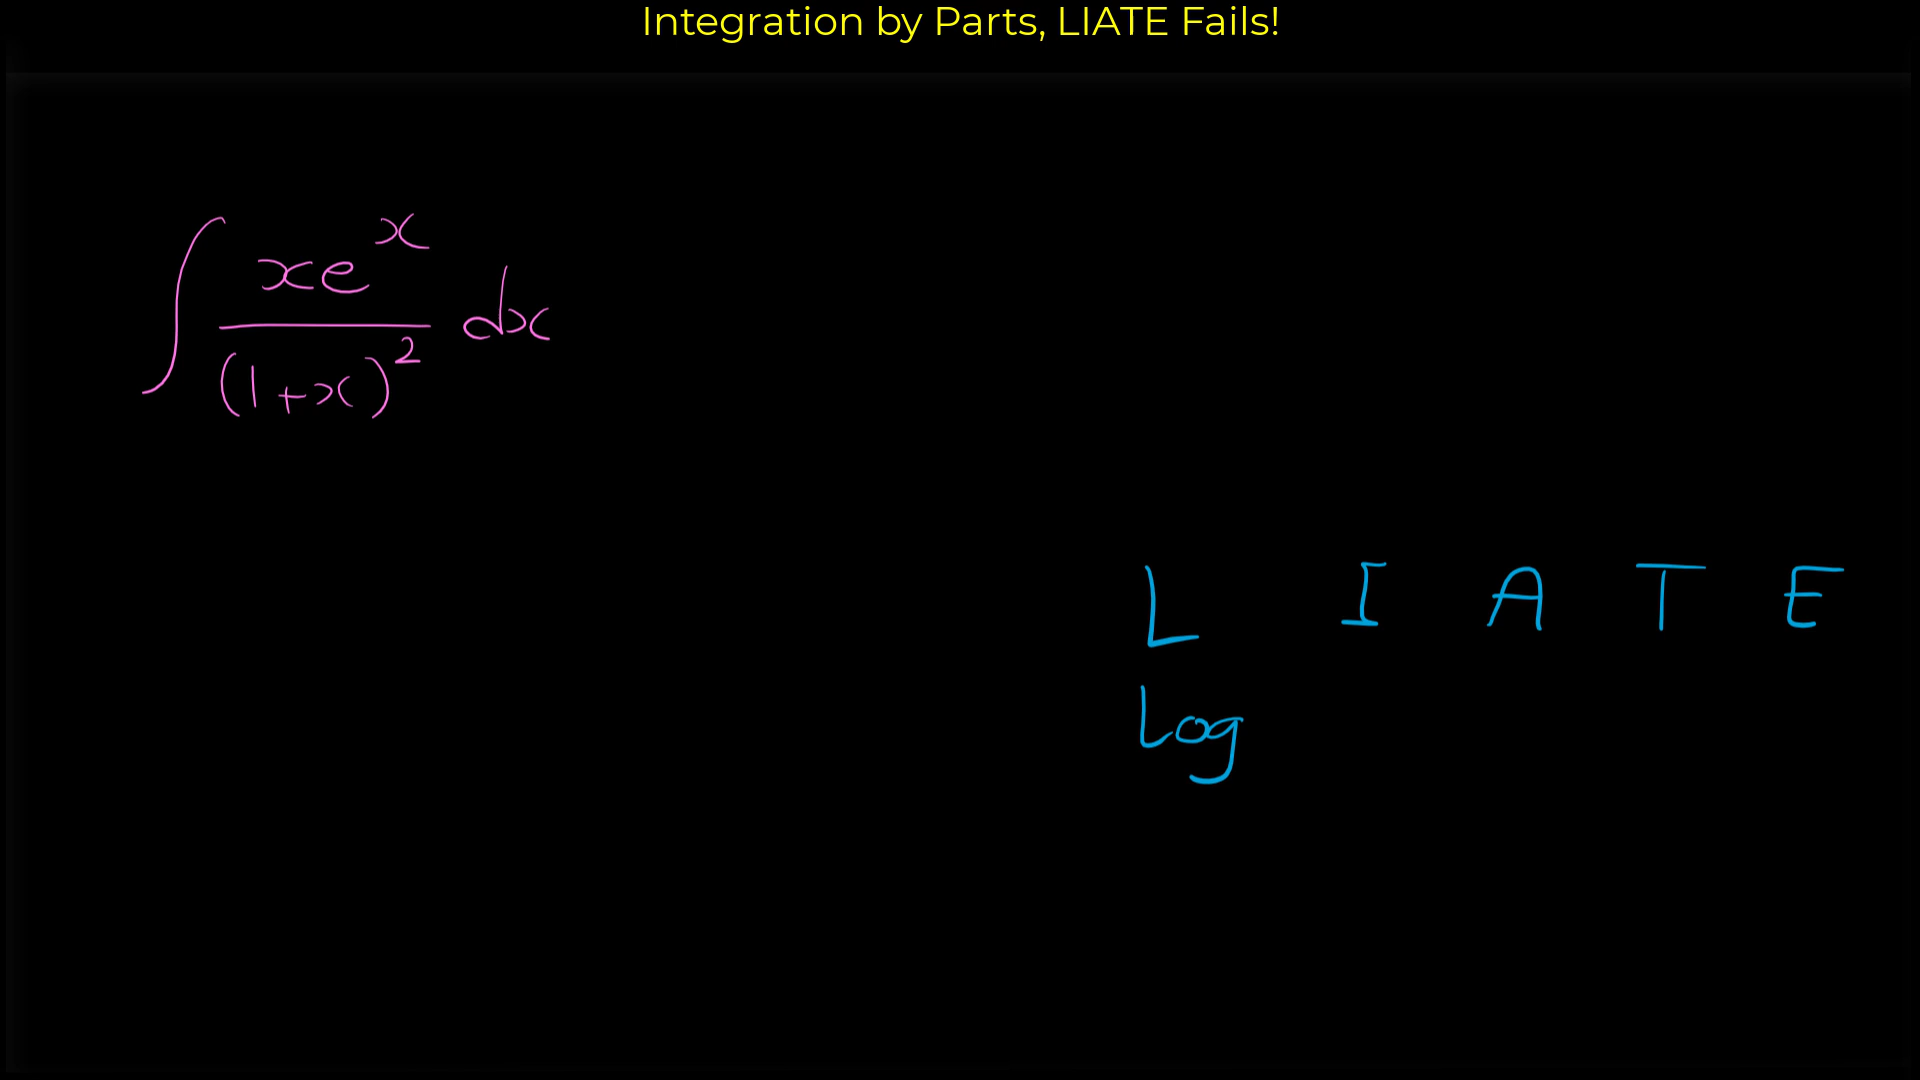 Integration by Parts, LIATE Fails!
∫ xe^x / (1+x)^2 dx
L I A T E
Log